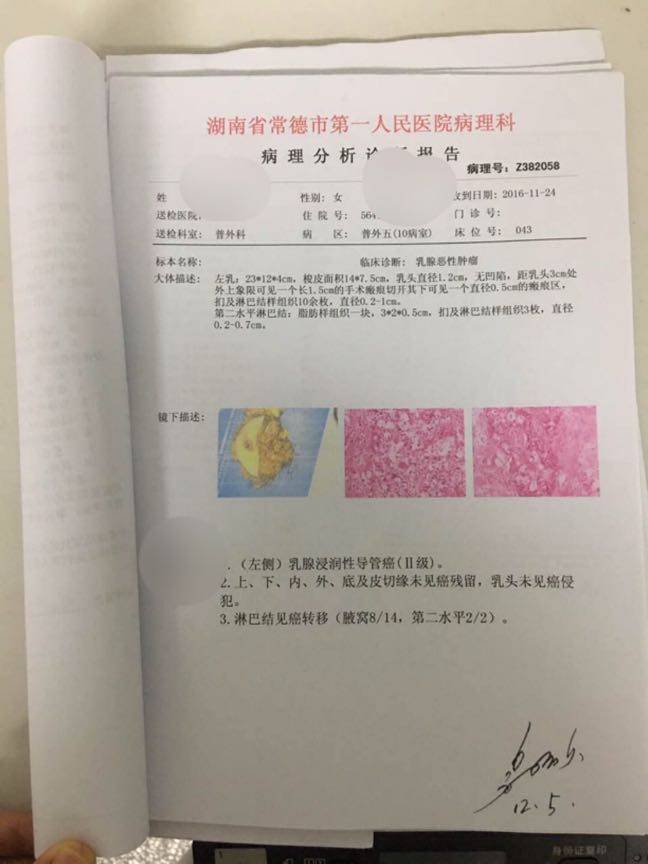 湖南省常德市第一人民医院病理科
病 理 分 析 诊 断 报 告
病理号: Z382058
姓 性别: 女 收到日期: 2016-11-24
送检医院: 住 院 号: 564 门 诊 号:
送检科室: 普外科 病 区: 普外五(10病室) 床 位 号: 043
标本名称: 临床诊断: 乳腺恶性肿瘤
大体描述: 左乳: 23*12*4cm, 梭皮面积14*7.5cm, 乳头直径1.2cm, 无凹陷, 距乳头3cm处
外上象限可见一个长1.5cm的手术瘢痕切开其下可见一个直径0.5cm的瘢痕区,
扪及淋巴结样组织10余枚, 直径0.2-1cm。
第二水平淋巴结: 脂肪样组织一块, 3*2*0.5cm, 扪及淋巴结样组织3枚, 直径
0.2-0.7cm。
镜下描述:
. (左侧) 乳腺浸润性导管癌(Ⅱ级)。
2.上、下、内、外、底及皮切缘未见癌残留, 乳头未见癌侵
犯。
3.淋巴结见癌转移 (腋窝8/14, 第二水平2/2) 。
12.5.
身份证复印